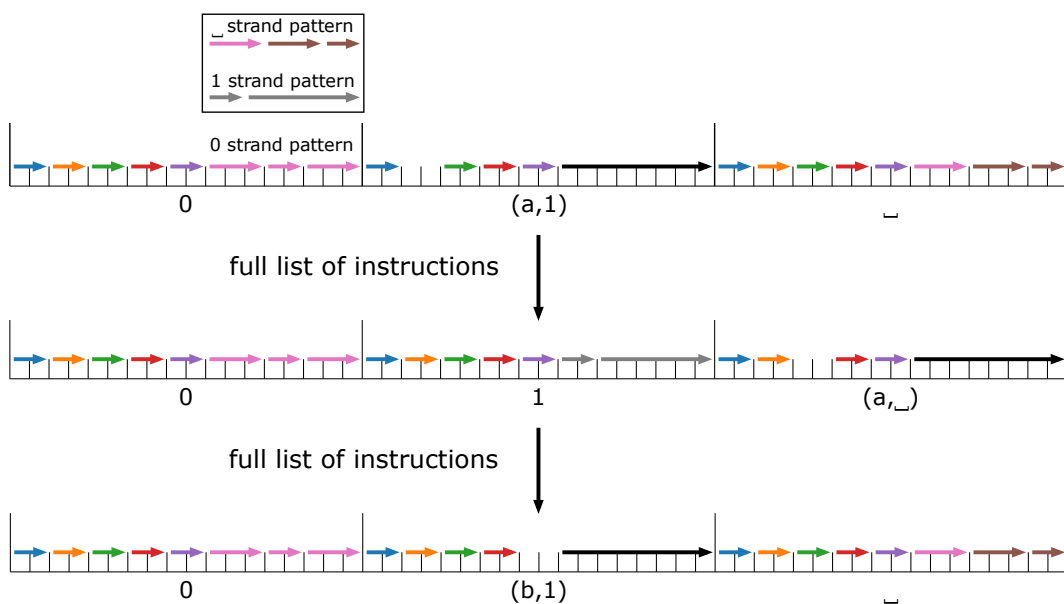 ␣ strand pattern
1 strand pattern
0 strand pattern
0 (a,1) ␣
full list of instructions
0 1 (a,␣)
full list of instructions
0 (b,1) ␣